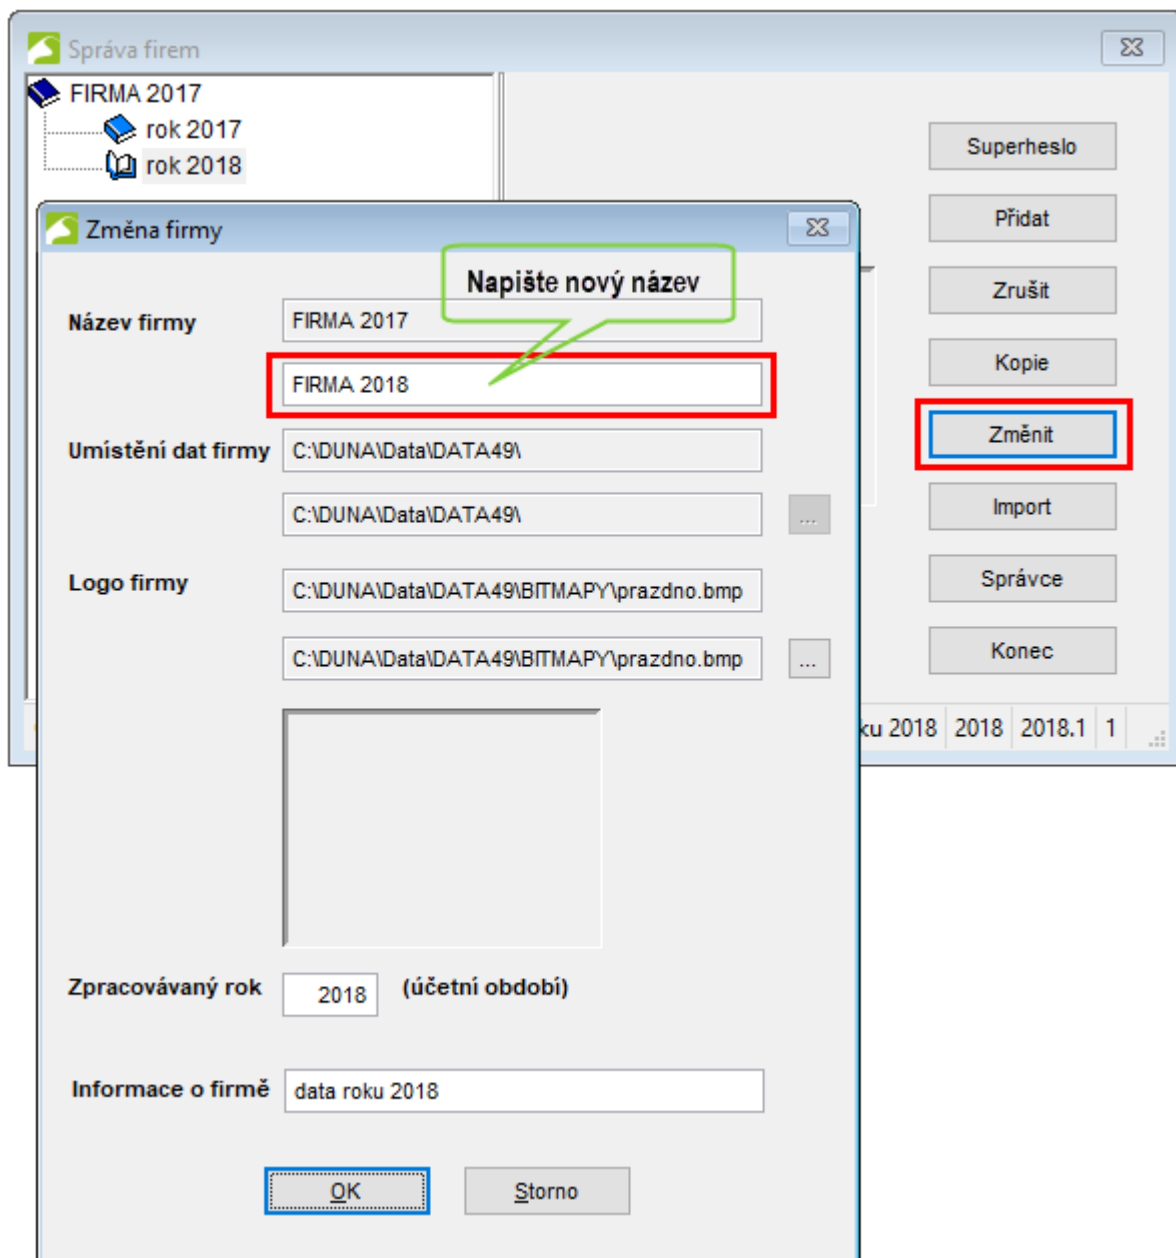 Správa firem
FIRMA 2017
rok 2017
rok 2018
Superheslo
Přidat
Zrušit
Kopie
Změnit
Import
Správce
Konec
Změna firmy
Napište nový název
Název firmy
FIRMA 2017
FIRMA 2018
Umístění dat firmy
C:\DUNA\Data\DATA49\
C:\DUNA\Data\DATA49\
...
Logo firmy
C:\DUNA\Data\DATA49\BITMAPY\prazdno.bmp
C:\DUNA\Data\DATA49\BITMAPY\prazdno.bmp
...
Zpracovávaný rok 2018 (účetní období)
Informace o firmě data roku 2018
OK Storno
ku 2018 2018 2018.1 1